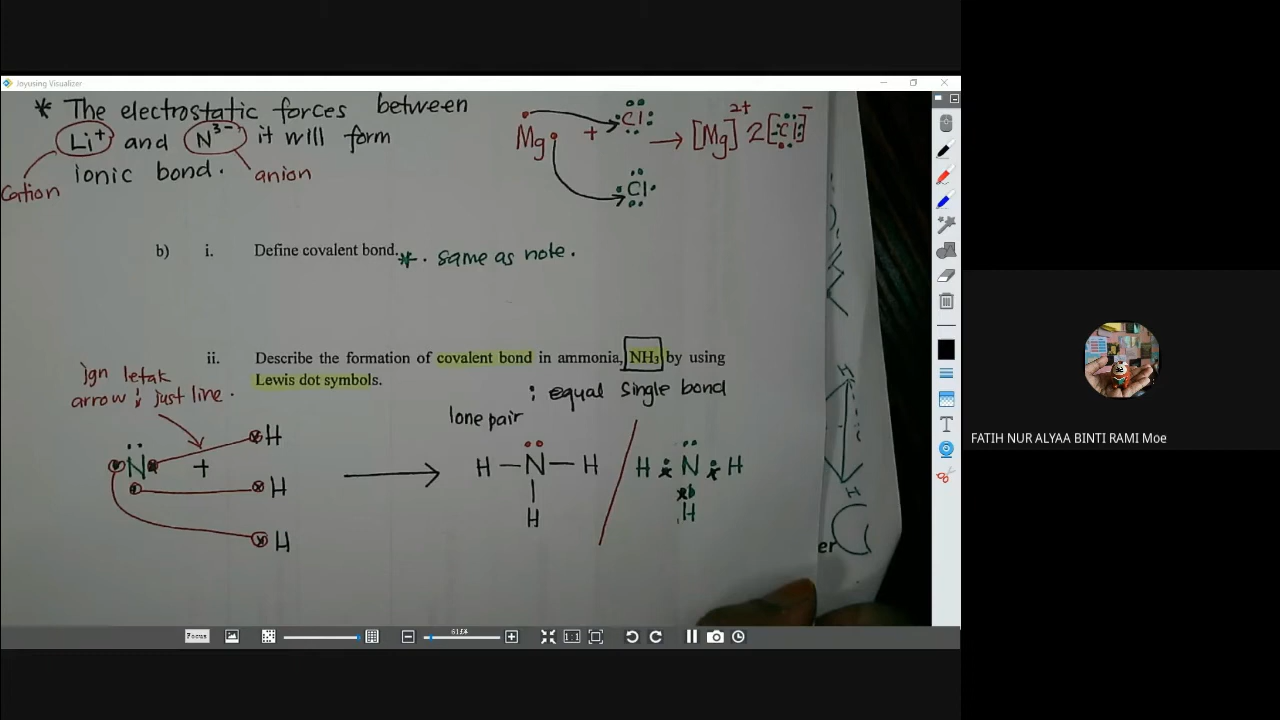 Joyusing Visualizer
* The electrostatic forces between
Li⁺ and N³⁻ it will form
ionic bond.
Cation
anion
Mg + Cl → [Mg]²⁺ 2[Cl]⁻
Cl
b) i. Define covalent bond. * . same as note .
ii. Describe the formation of covalent bond in ammonia, NH₃ by using
Lewis dot symbols.
: equal single bond
jgn letak
arrow ; just line .
lone pair
N + H
H
H
H – N – H
H
H N H
H
er
FATIH NUR ALYAA BINTI RAMI Moe
Focus
1:1
T